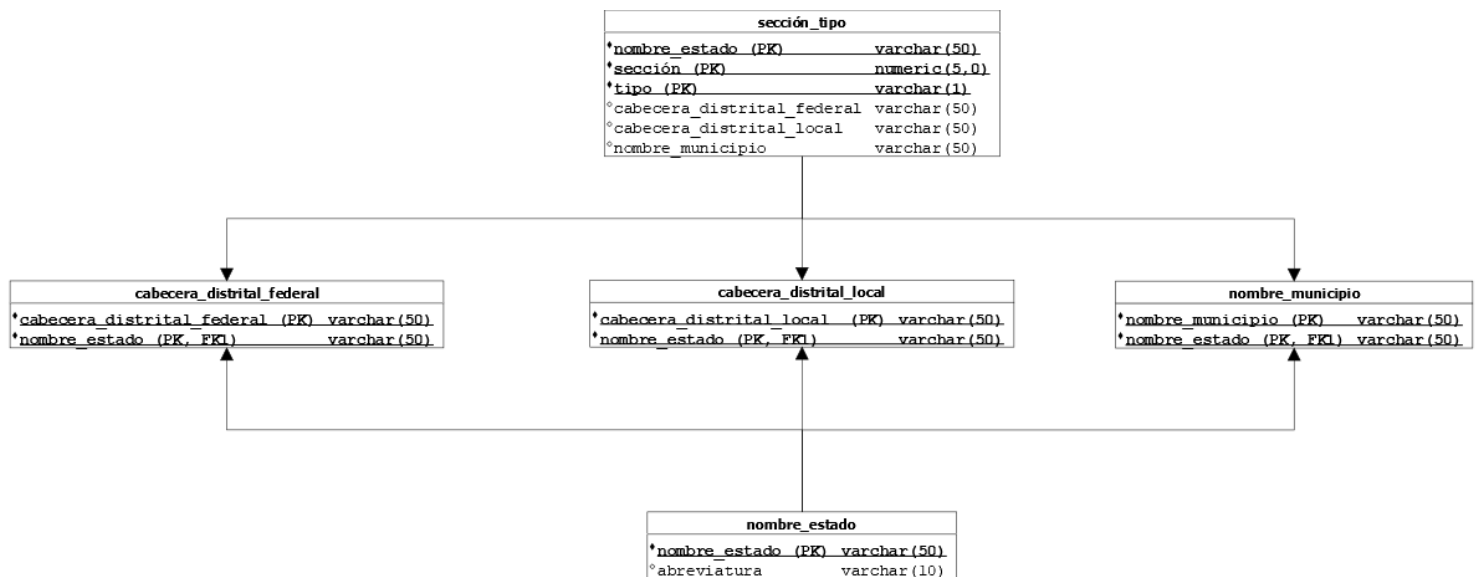 sección_tipo
nombre_estado (PK) varchar(50)
sección (PK) numeric(5,0)
tipo (PK) varchar(1)
cabecera_distrital_federal varchar(50)
cabecera_distrital_local varchar(50)
nombre_municipio varchar(50)
cabecera_distrital_federal
cabecera_distrital_federal (PK) varchar(50)
nombre_estado (PK, FK1) varchar(50)
cabecera_distrital_local
cabecera_distrital_local (PK) varchar(50)
nombre_estado (PK, FK1) varchar(50)
nombre_municipio
nombre_municipio (PK) varchar(50)
nombre_estado (PK, FK1) varchar(50)
nombre_estado
nombre_estado (PK) varchar(50)
abreviatura varchar(10)